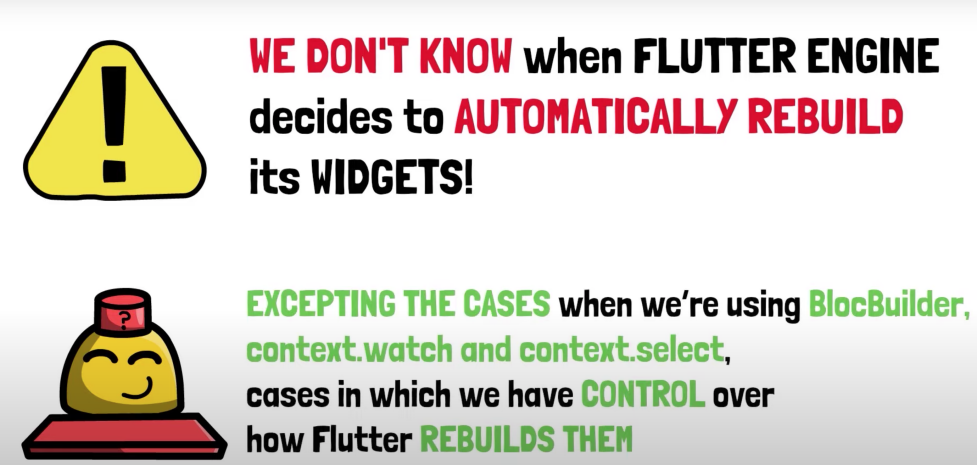 WE DON'T KNOW when FLUTTER ENGINE
decides to AUTOMATICALLY REBUILD
its WIDGETS!
!
?
EXCEPTING THE CASES when we're using BlocBuilder,
context.watch and context.select,
cases in which we have CONTROL over
how Flutter REBUILDS THEM